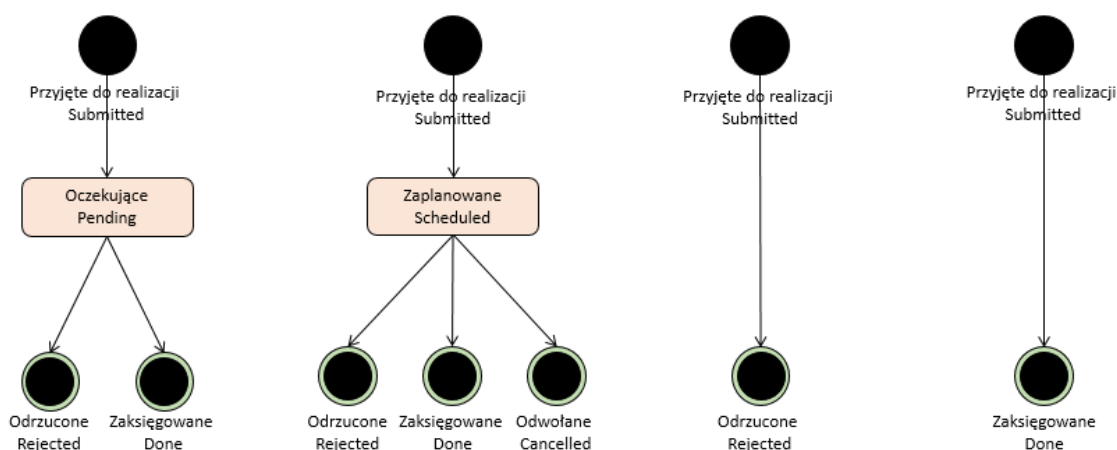 Przyjęte do realizacji
Submitted
Przyjęte do realizacji
Submitted
Przyjęte do realizacji
Submitted
Przyjęte do realizacji
Submitted
Oczekujące
Pending
Zaplanowane
Scheduled
Odrzucone
Rejected
Zaksięgowane
Done
Odrzucone
Rejected
Zaksięgowane
Done
Odwołane
Cancelled
Odrzucone
Rejected
Zaksięgowane
Done